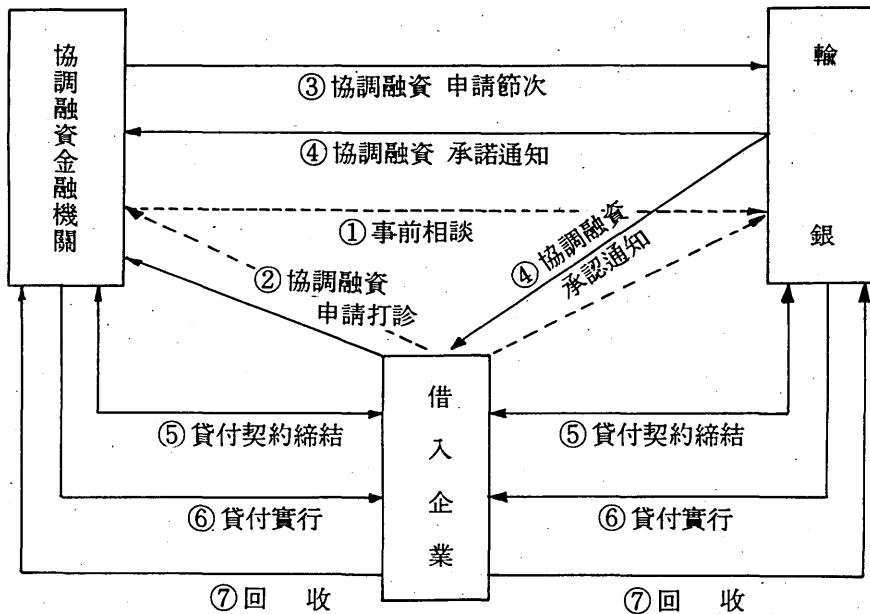 協調融資金融機關
輸銀
③協調融資 申請節次
④協調融資 承諾通知
①事前相談
④協調融資
承認通知
②協調融資
申請打診
借入企業
⑤貸付契約締結
⑤貸付契約締結
⑥貸付實行
⑥貸付實行
⑦回 收
⑦回 收